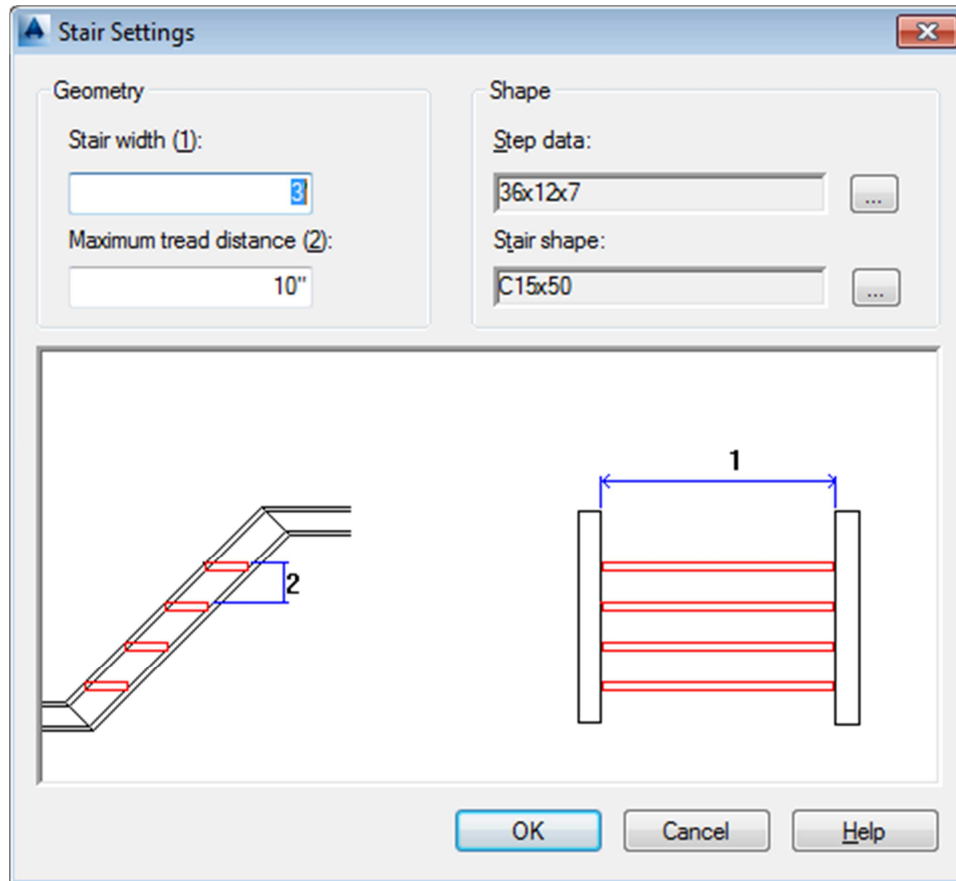 Stair Settings
Geometry
Stair width (1):
3'
Maximum tread distance (2):
10"
Shape
Step data:
36x12x7
...
Stair shape:
C15x50
...
2
1
OK
Cancel
Help